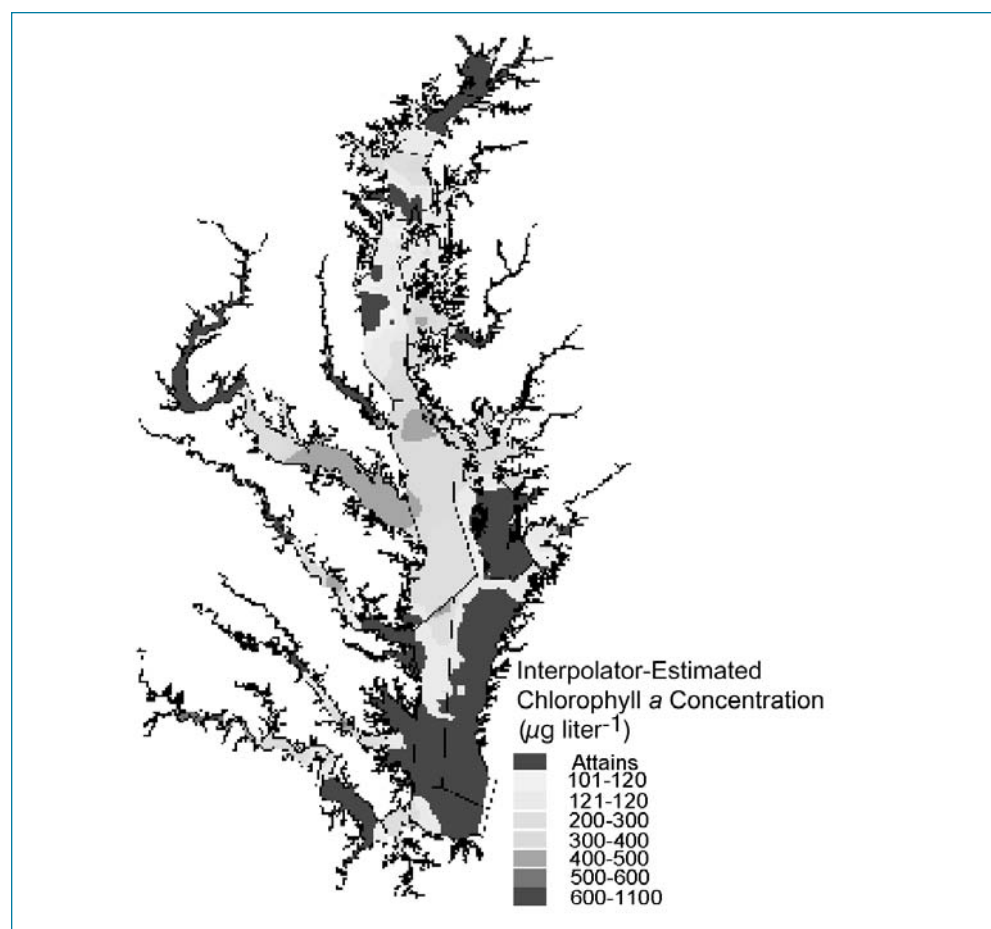 Interpolator-Estimated
Chlorophyll a Concentration
(μg liter-1)
Attains
101-120
121-120
200-300
300-400
400-500
500-600
600-1100